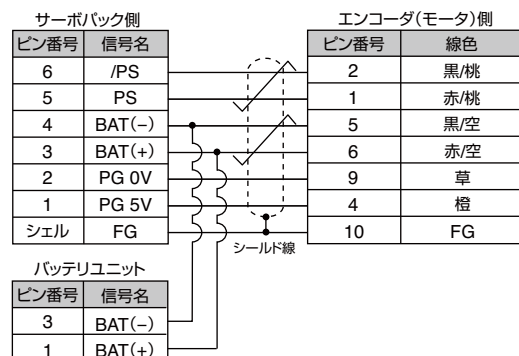 サーボパック側
ピン番号 信号名
6 /PS
5 PS
4 BAT(−)
3 BAT(+)
2 PG 0V
1 PG 5V
シェル FG
エンコーダ(モータ)側
ピン番号 線色
2 黒/桃
1 赤/桃
5 黒/空
6 赤/空
9 草
4 橙
10 FG
シールド線
バッテリユニット
ピン番号 信号名
3 BAT(−)
1 BAT(+)